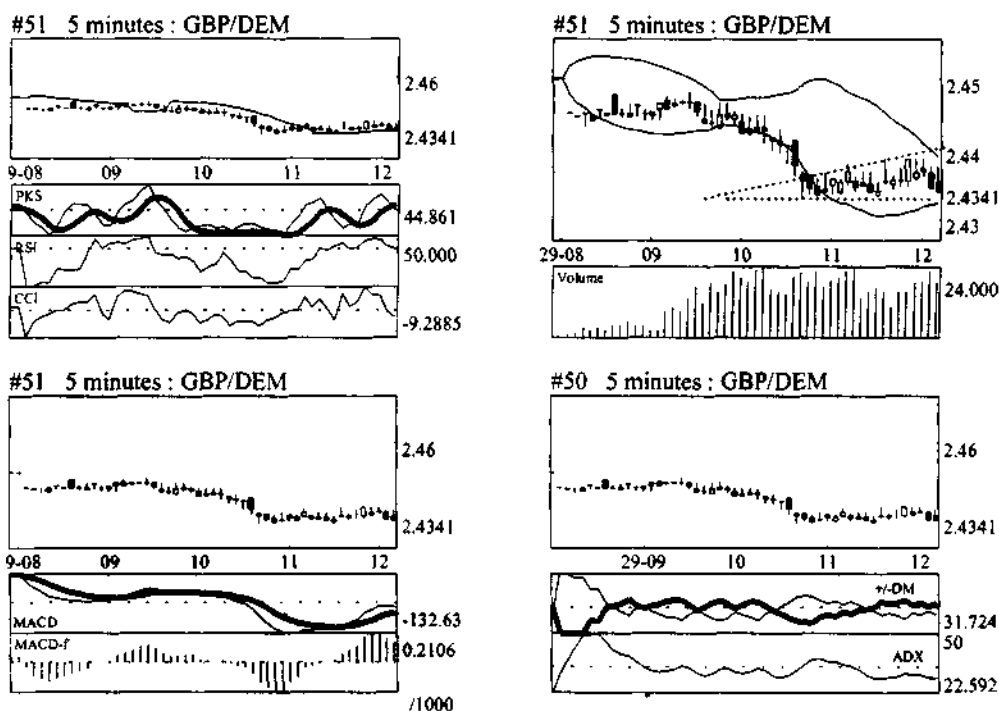 #51 5 minutes : GBP/DEM
2.46
2.4341
9-08 09 10 11 12
PKS
44.861
RSI
50.000
CCI
-9.2885
#51 5 minutes : GBP/DEM
2.45
2.44
2.4341
2.43
29-08 09 10 11 12
Volume
24.000
#51 5 minutes : GBP/DEM
2.46
2.4341
9-08 09 10 11 12
MACD
-132.63
MACD-f
0.2106
/1000
#50 5 minutes : GBP/DEM
2.46
2.4341
29-09 10 11 12
+/-DM
31.724
50
ADX
22.592